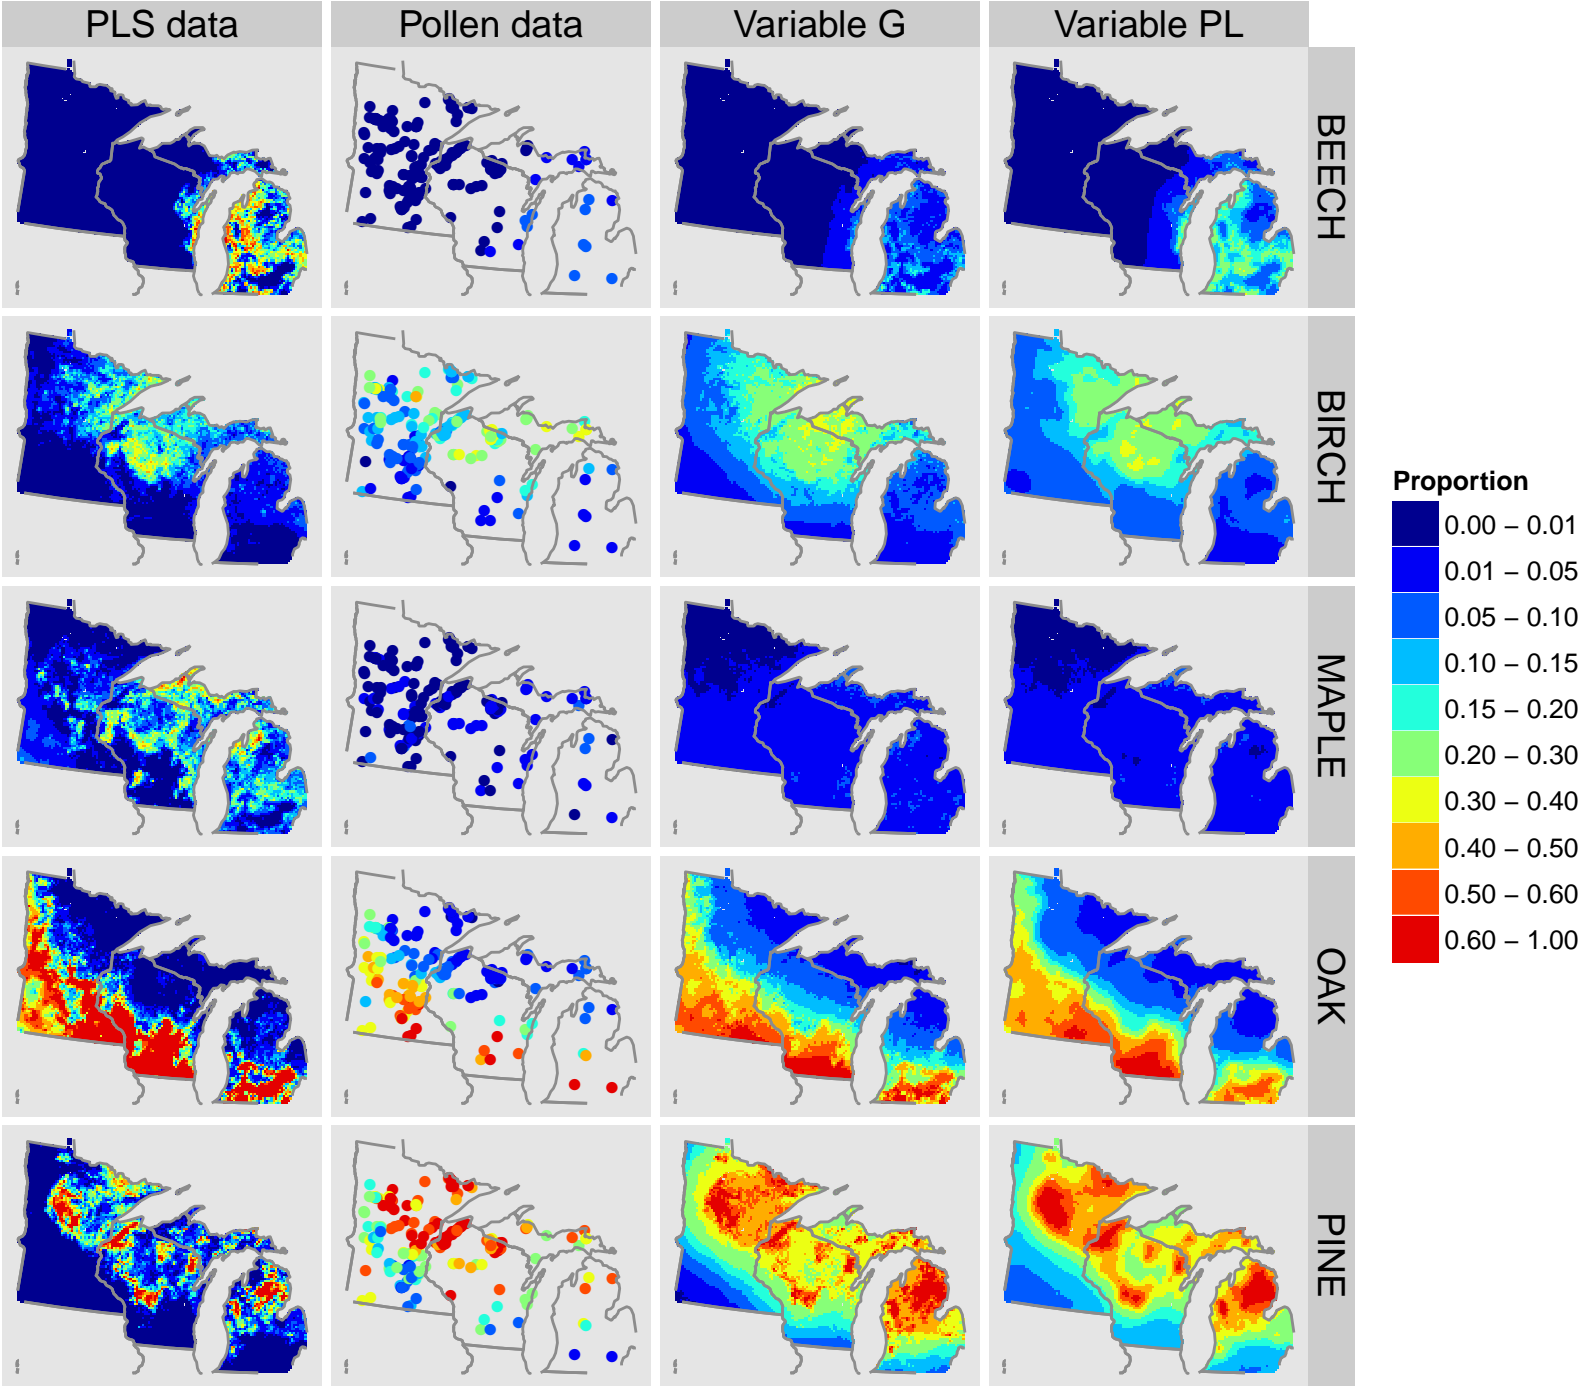 PLS data
Pollen data
Variable G
Variable PL
BEECH
BIRCH
MAPLE
OAK
PINE
Proportion
0.00 – 0.01
0.01 – 0.05
0.05 – 0.10
0.10 – 0.15
0.15 – 0.20
0.20 – 0.30
0.30 – 0.40
0.40 – 0.50
0.50 – 0.60
0.60 – 1.00